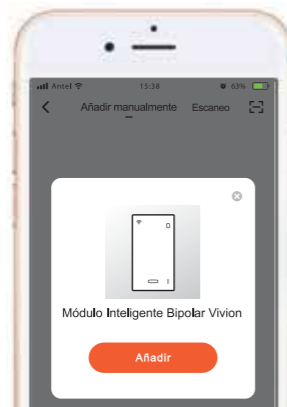 Antel 15:38 63%
Añadir manualmente Escaneo
Módulo Inteligente Bipolar Vivion
Añadir